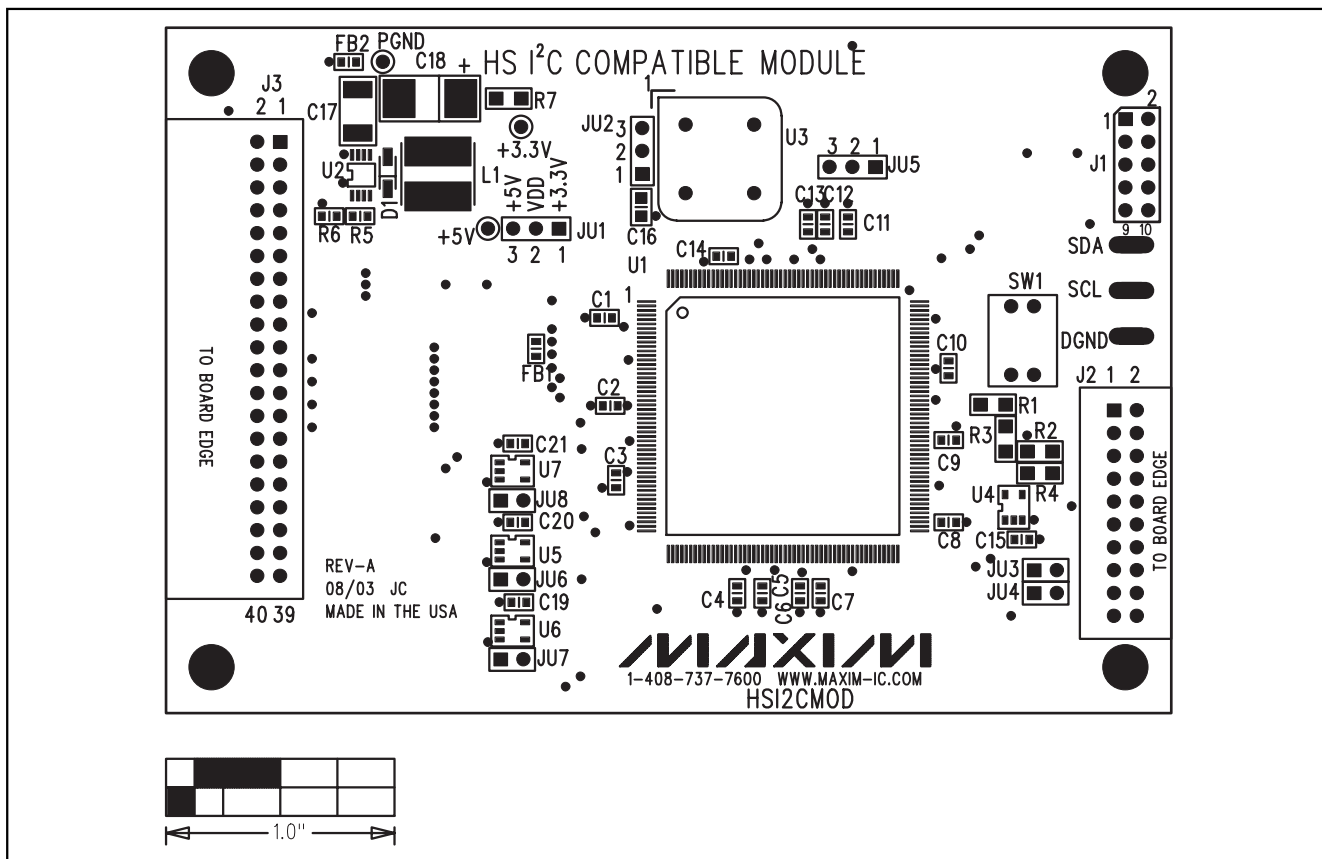 FB2
PGND
C18
+
HS I²C COMPATIBLE MODULE
J3
2 1
C17
R7
+3.3V
U2
D1
L1
R6
R5
+5V
+5V
VDD
+3.3V
JU1
3 2 1
1
JU2
3
2
1
U3
C16
3 2 1
JU5
C13
C12
C11
C14
2
1
J1
9 10
SDA
SCL
DGND
SW1
U1
1
C1
FB1
C2
C3
C10
J2 1 2
R1
R3
R2
R4
C9
U4
C8
C15
JU3
JU4
TO BOARD EDGE
TO BOARD EDGE
C21
U7
JU8
C20
U5
JU6
C19
U6
JU7
C4
C6
C5
C7
40 39
REV-A
08/03 JC
MADE IN THE USA
MAXIM
1-408-737-7600 WWW.MAXIM-IC.COM
HSI2CMOD
1.0"